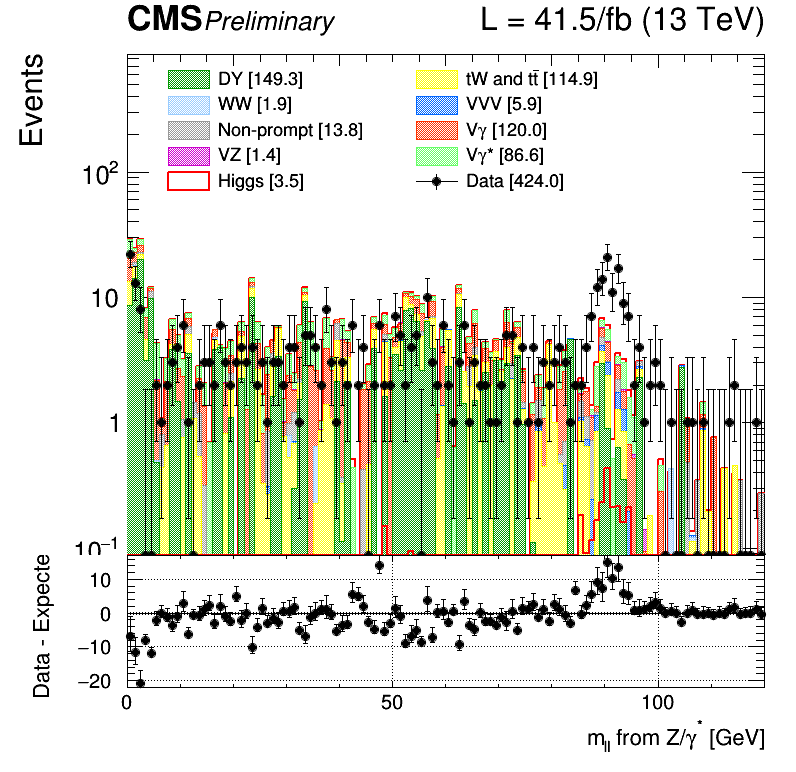 CMS Preliminary L = 41.5/fb (13 TeV)
Events
DY [149.3] tW and tt̄ [114.9]
WW [1.9] VVV [5.9]
Non-prompt [13.8] Vγ [120.0]
VZ [1.4] Vγ* [86.6]
Higgs [3.5] Data [424.0]
10²
10
1
10⁻¹
Data - Expecte
10
0
−10
−20
0 50 100
m_ll from Z/γ* [GeV]